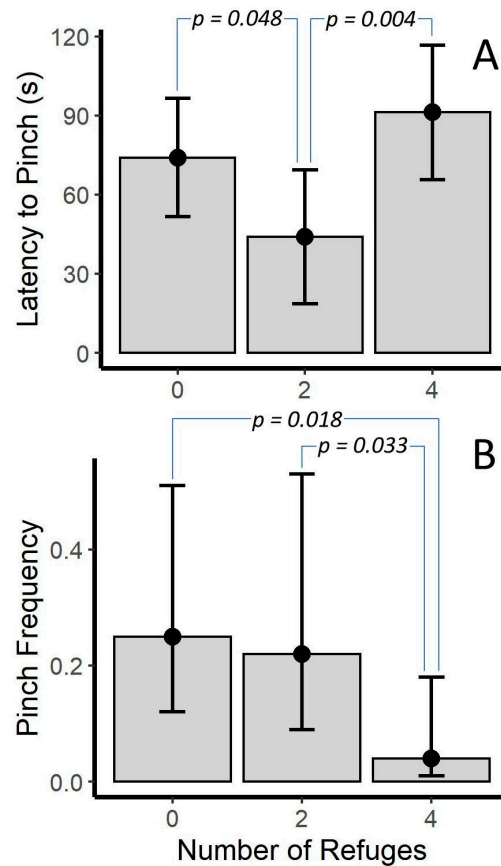 p = 0.048
p = 0.004
A
120
90
60
30
0
Latency to Pinch (s)
0 2 4
p = 0.018
p = 0.033
B
0.4
0.2
0.0
Pinch Frequency
0 2 4
Number of Refuges